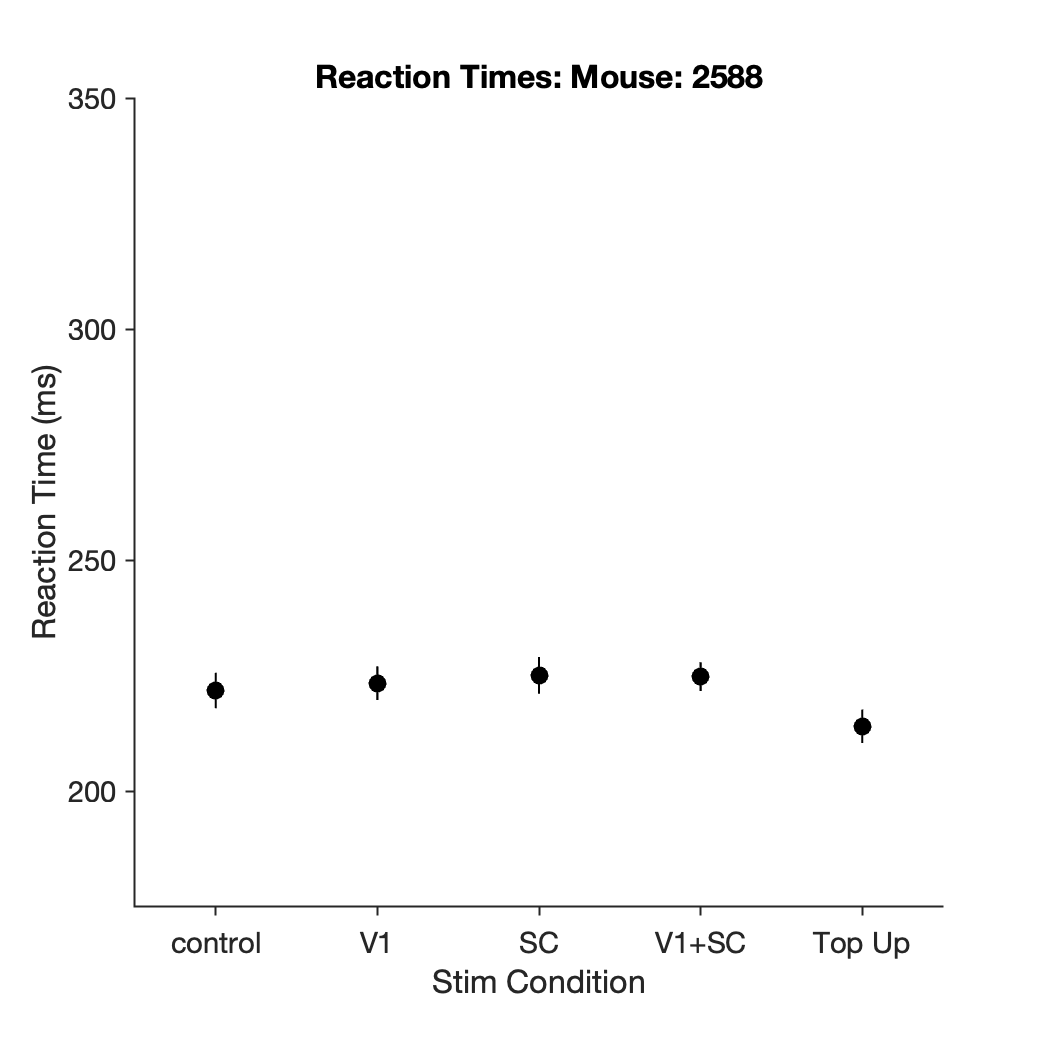 Reaction Times: Mouse: 2588
350
300
250
200
Reaction Time (ms)
control V1 SC V1+SC Top Up
Stim Condition